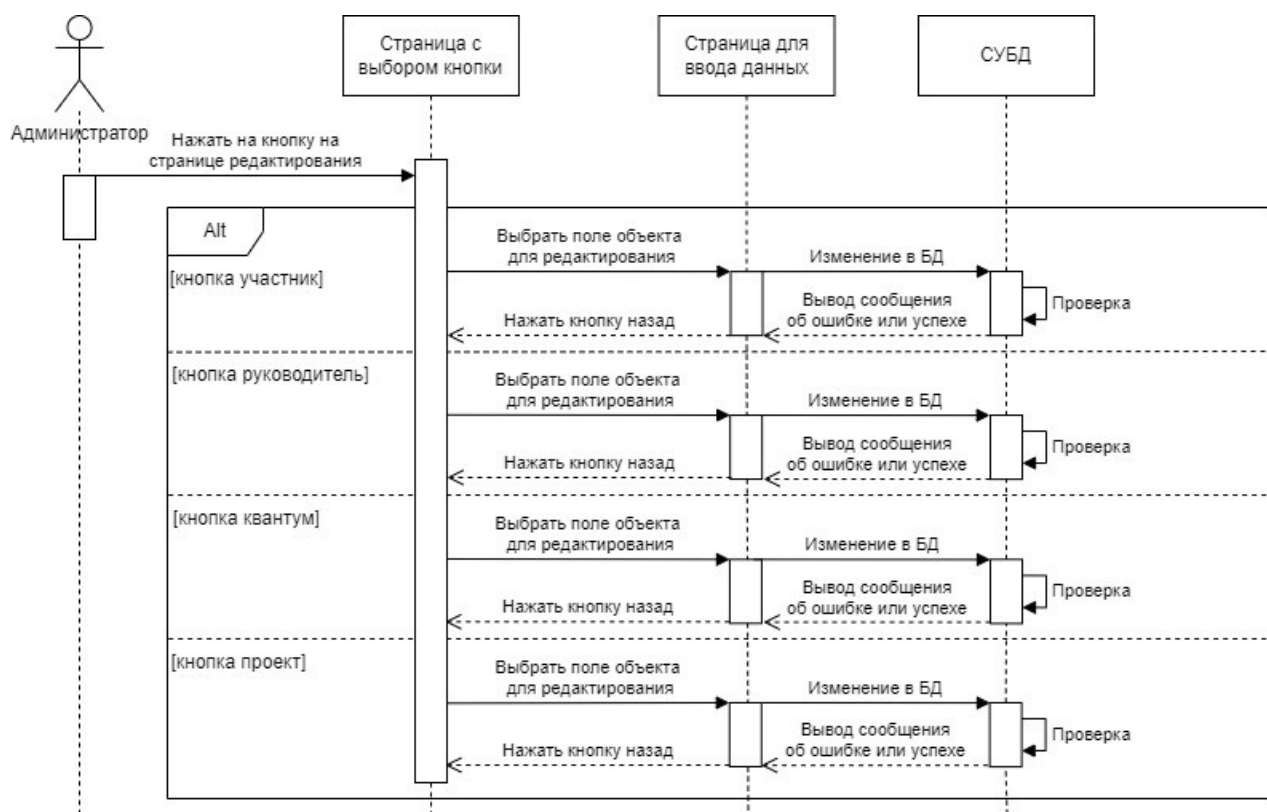 Страница с
выбором кнопки
Страница для
ввода данных
СУБД
Администратор
Нажать на кнопку на
странице редактирования
Alt
[кнопка участник]
Выбрать поле объекта
для редактирования
Изменение в БД
Проверка
Вывод сообщения
об ошибке или успехе
Нажать кнопку назад
[кнопка руководитель]
Выбрать поле объекта
для редактирования
Изменение в БД
Проверка
Вывод сообщения
об ошибке или успехе
Нажать кнопку назад
[кнопка квантум]
Выбрать поле объекта
для редактирования
Изменение в БД
Проверка
Вывод сообщения
об ошибке или успехе
Нажать кнопку назад
[кнопка проект]
Выбрать поле объекта
для редактирования
Изменение в БД
Проверка
Вывод сообщения
об ошибке или успехе
Нажать кнопку назад